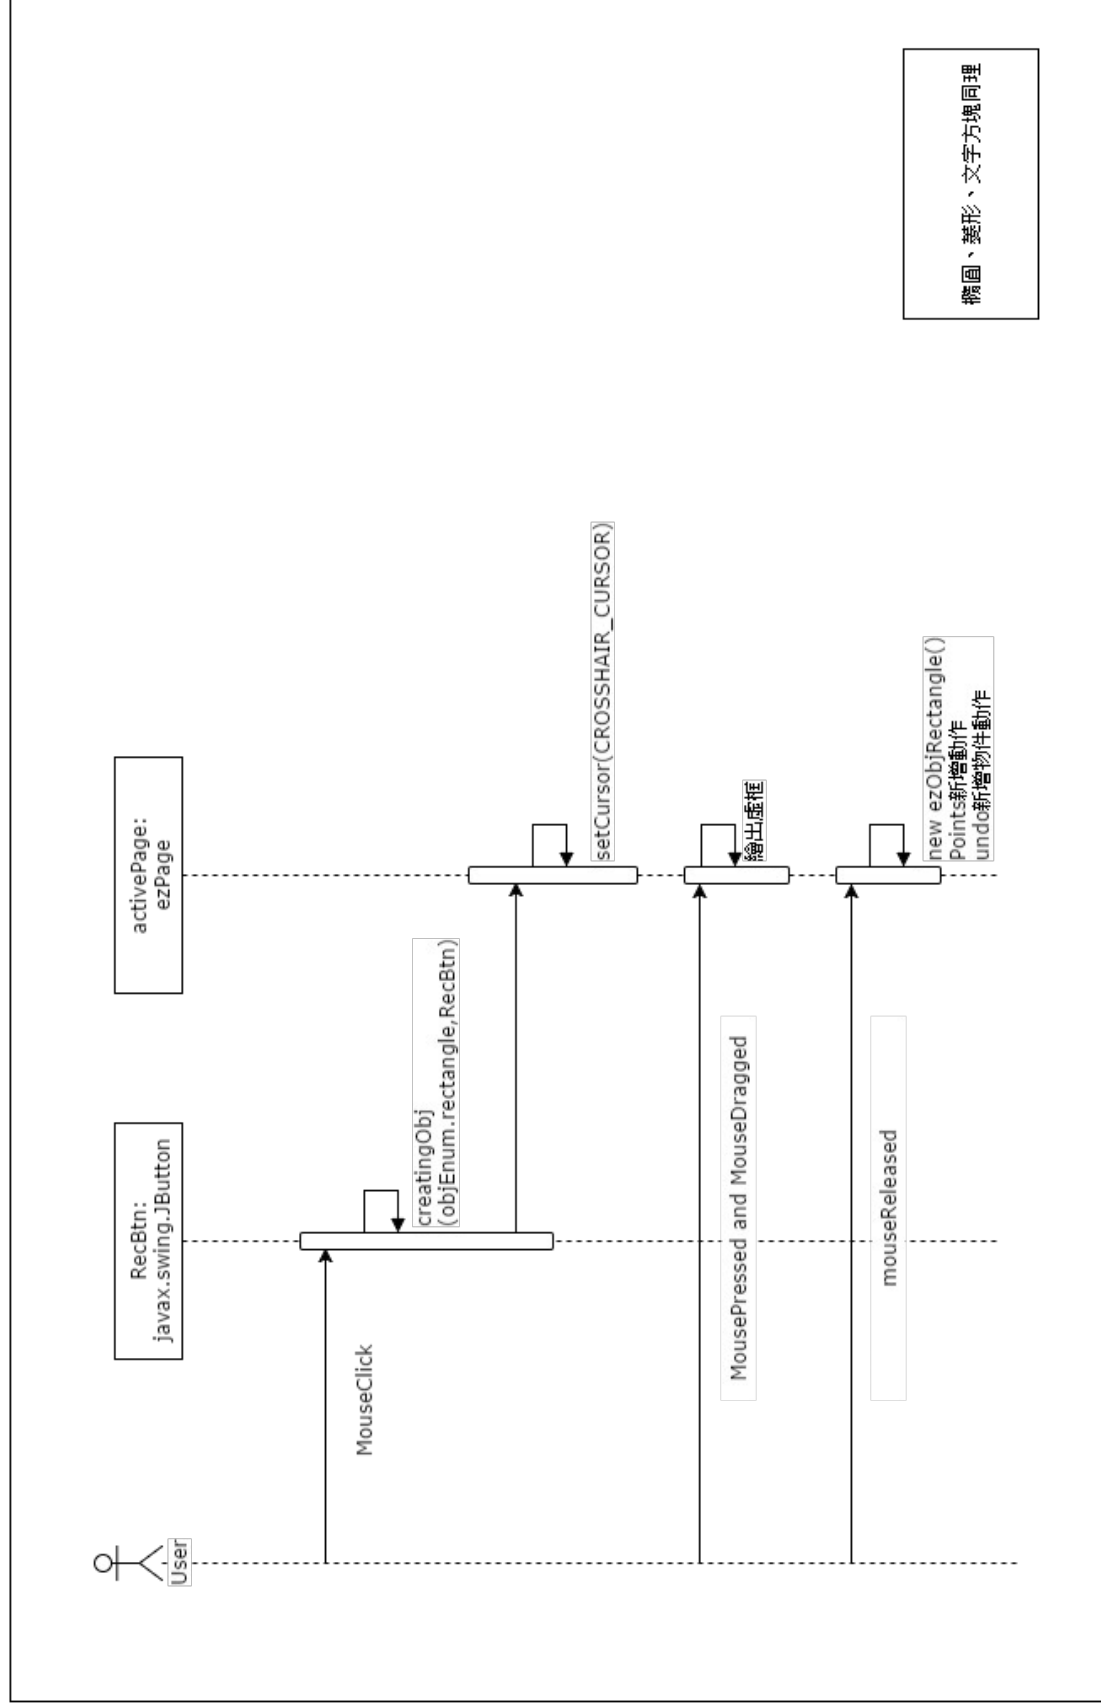 User
RecBtn:
javax.swing.JButton
activePage:
ezPage
MouseClick
creatingObj
(objEnum.rectangle,RecBtn)
setCursor(CROSSHAIR_CURSOR)
MousePressed and MouseDragged
繪出虛框
mouseReleased
new ezObjRectangle()
Points新增動作
undo新增物件動作
橢圓、菱形、文字方塊同理